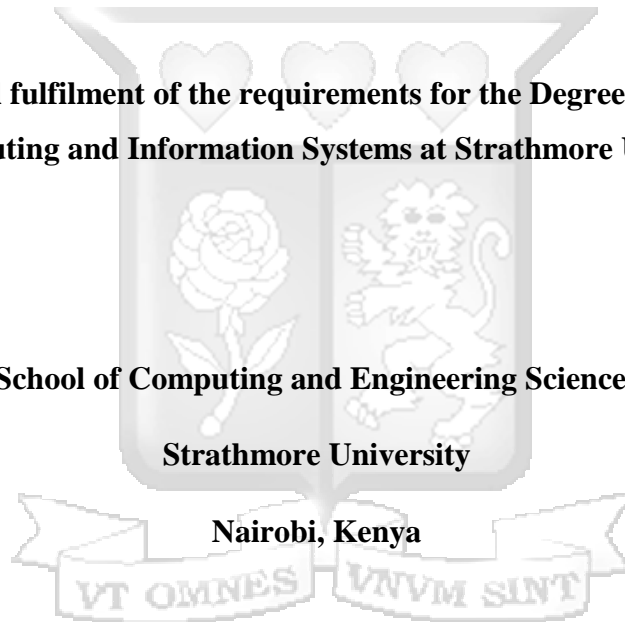 fulfilment of the requirements for the Degree
uting and Information Systems at Strathmore U
School of Computing and Engineering Science
Strathmore University
Nairobi, Kenya
VT OMNES VNVM SINT